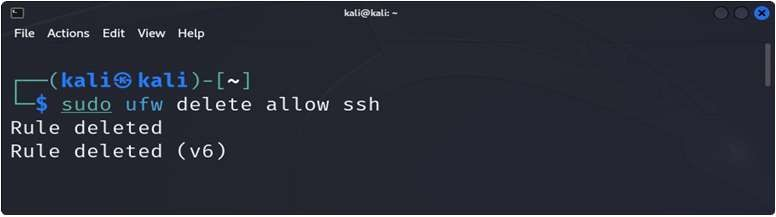 kali@kali: ~
File Actions Edit View Help
┌──(kali㉿kali)-[~]
└─$ sudo ufw delete allow ssh
Rule deleted
Rule deleted (v6)